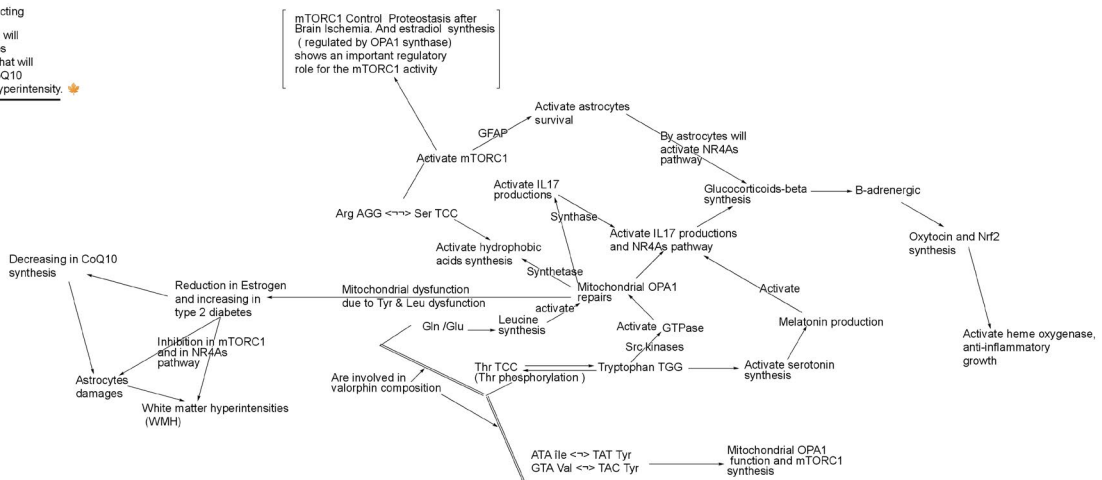 cting
will
s
hat will
Q10
yperintensity. 🍁
mTORC1 Control Proteostasis after
Brain Ischemia. And estradiol synthesis
( regulated by OPA1 synthase)
shows an important regulatory
role for the mTORC1 activity
Activate astrocytes
survival
GFAP
By astrocytes will
activate NR4As
pathway
Activate mTORC1
Activate IL17
productions
Glucocorticoids-beta
synthesis
B-adrenergic
Arg AGG <¬¬> Ser TCC
Synthase
Activate IL17 productions
and NR4As pathway
Oxytocin and Nrf2
synthesis
Activate hydrophobic
acids synthesis
Decreasing in CoQ10
synthesis
Synthetase
Reduction in Estrogen
and increasing in
type 2 diabetes
Mitochondrial dysfunction
due to Tyr & Leu dysfunction
Mitochondrial OPA1
repairs
Activate
activate
Gln /Glu
Leucine
synthesis
Activate
GTPase
Src kinases
Melatonin production
Activate heme oxygenase,
anti-inflammatory
growth
Inhibition in mTORC1
and in NR4As
pathway
Thr TCC
(Thr phosphorylation )
Tryptophan TGG
Activate serotonin
synthesis
Astrocytes
damages
Are involved in
valorphin composition
White matter hyperintensities
(WMH)
ATA ile <¬> TAT Tyr
GTA Val <¬> TAC Tyr
Mitochondrial OPA1
function and mTORC1
synthesis